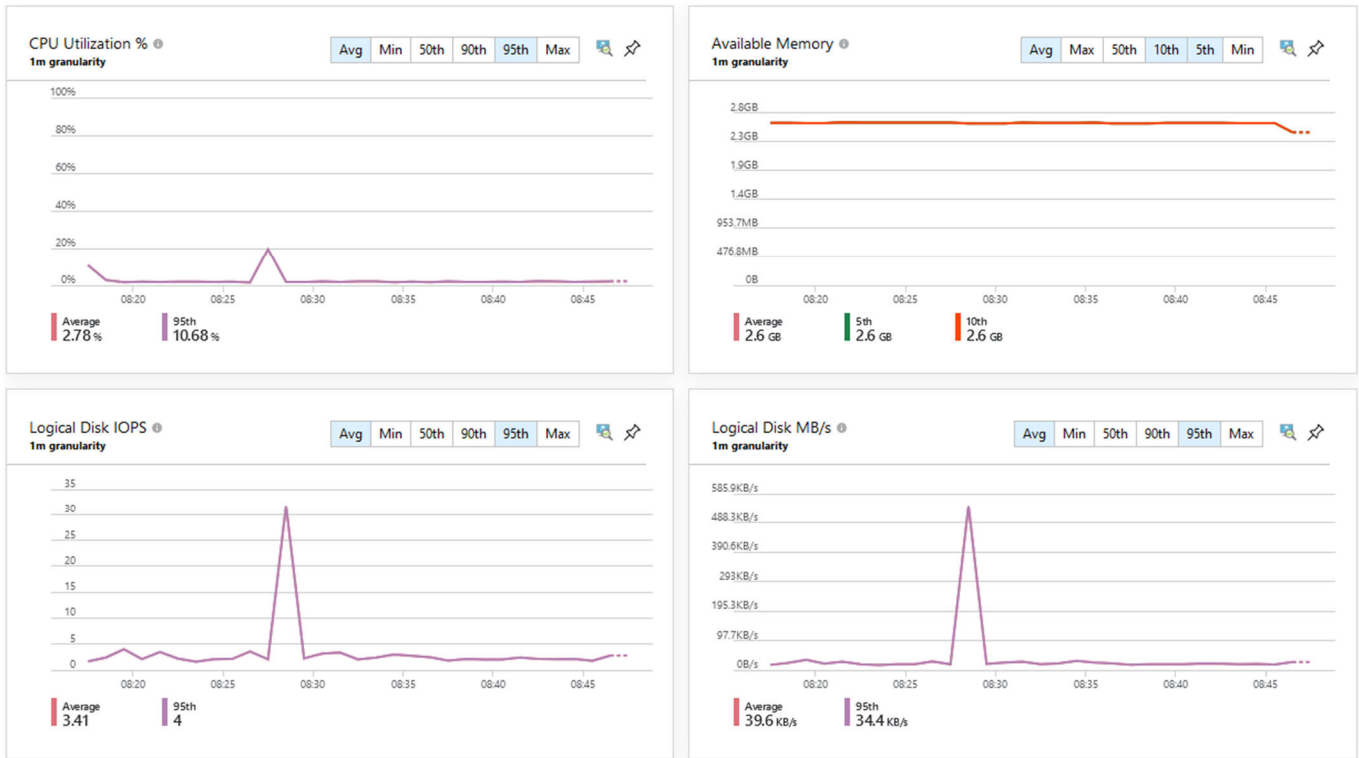 CPU Utilization %
1m granularity
Avg Min 50th 90th 95th Max
100%
80%
60%
40%
20%
0%
08:20 08:25 08:30 08:35 08:40 08:45
Average 95th
2.78 % 10.68 %
Available Memory
1m granularity
Avg Max 50th 10th 5th Min
2.8GB
2.3GB
1.9GB
1.4GB
953.7MB
476.8MB
0B
08:20 08:25 08:30 08:35 08:40 08:45
Average 5th 10th
2.6 GB 2.6 GB 2.6 GB
Logical Disk IOPS
1m granularity
Avg Min 50th 90th 95th Max
35
30
25
20
15
10
5
0
08:20 08:25 08:30 08:35 08:40 08:45
Average 95th
3.41 4
Logical Disk MB/s
1m granularity
Avg Min 50th 90th 95th Max
585.9KB/s
488.3KB/s
390.6KB/s
293KB/s
195.3KB/s
97.7KB/s
0B/s
08:20 08:25 08:30 08:35 08:40 08:45
Average 95th
39.6 KB/s 34.4 KB/s